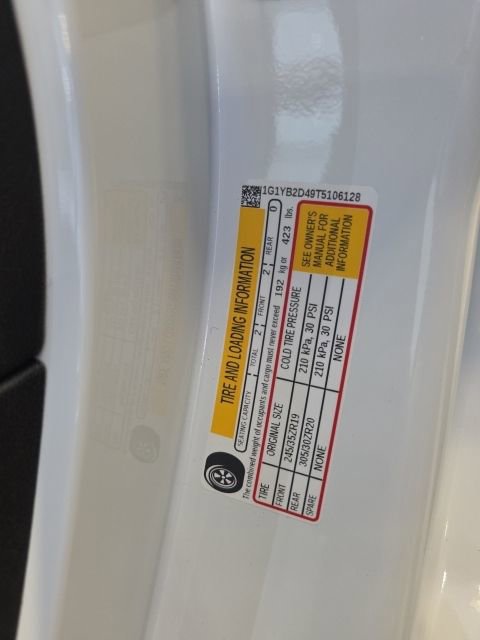 1G1YB2D49T5106128
TIRE AND LOADING INFORMATION
SEATING CAPACITY TOTAL 2 FRONT 2 REAR 0
The combined weight of occupants and cargo must never exceed 192 kg or 423 lbs.
TIRE ORIGINAL SIZE COLD TIRE PRESSURE
FRONT 245/35ZR19 210 kPa, 30 PSI
REAR 305/30ZR20 210 kPa, 30 PSI
SPARE NONE NONE
SEE OWNER'S
MANUAL FOR
ADDITIONAL
INFORMATION